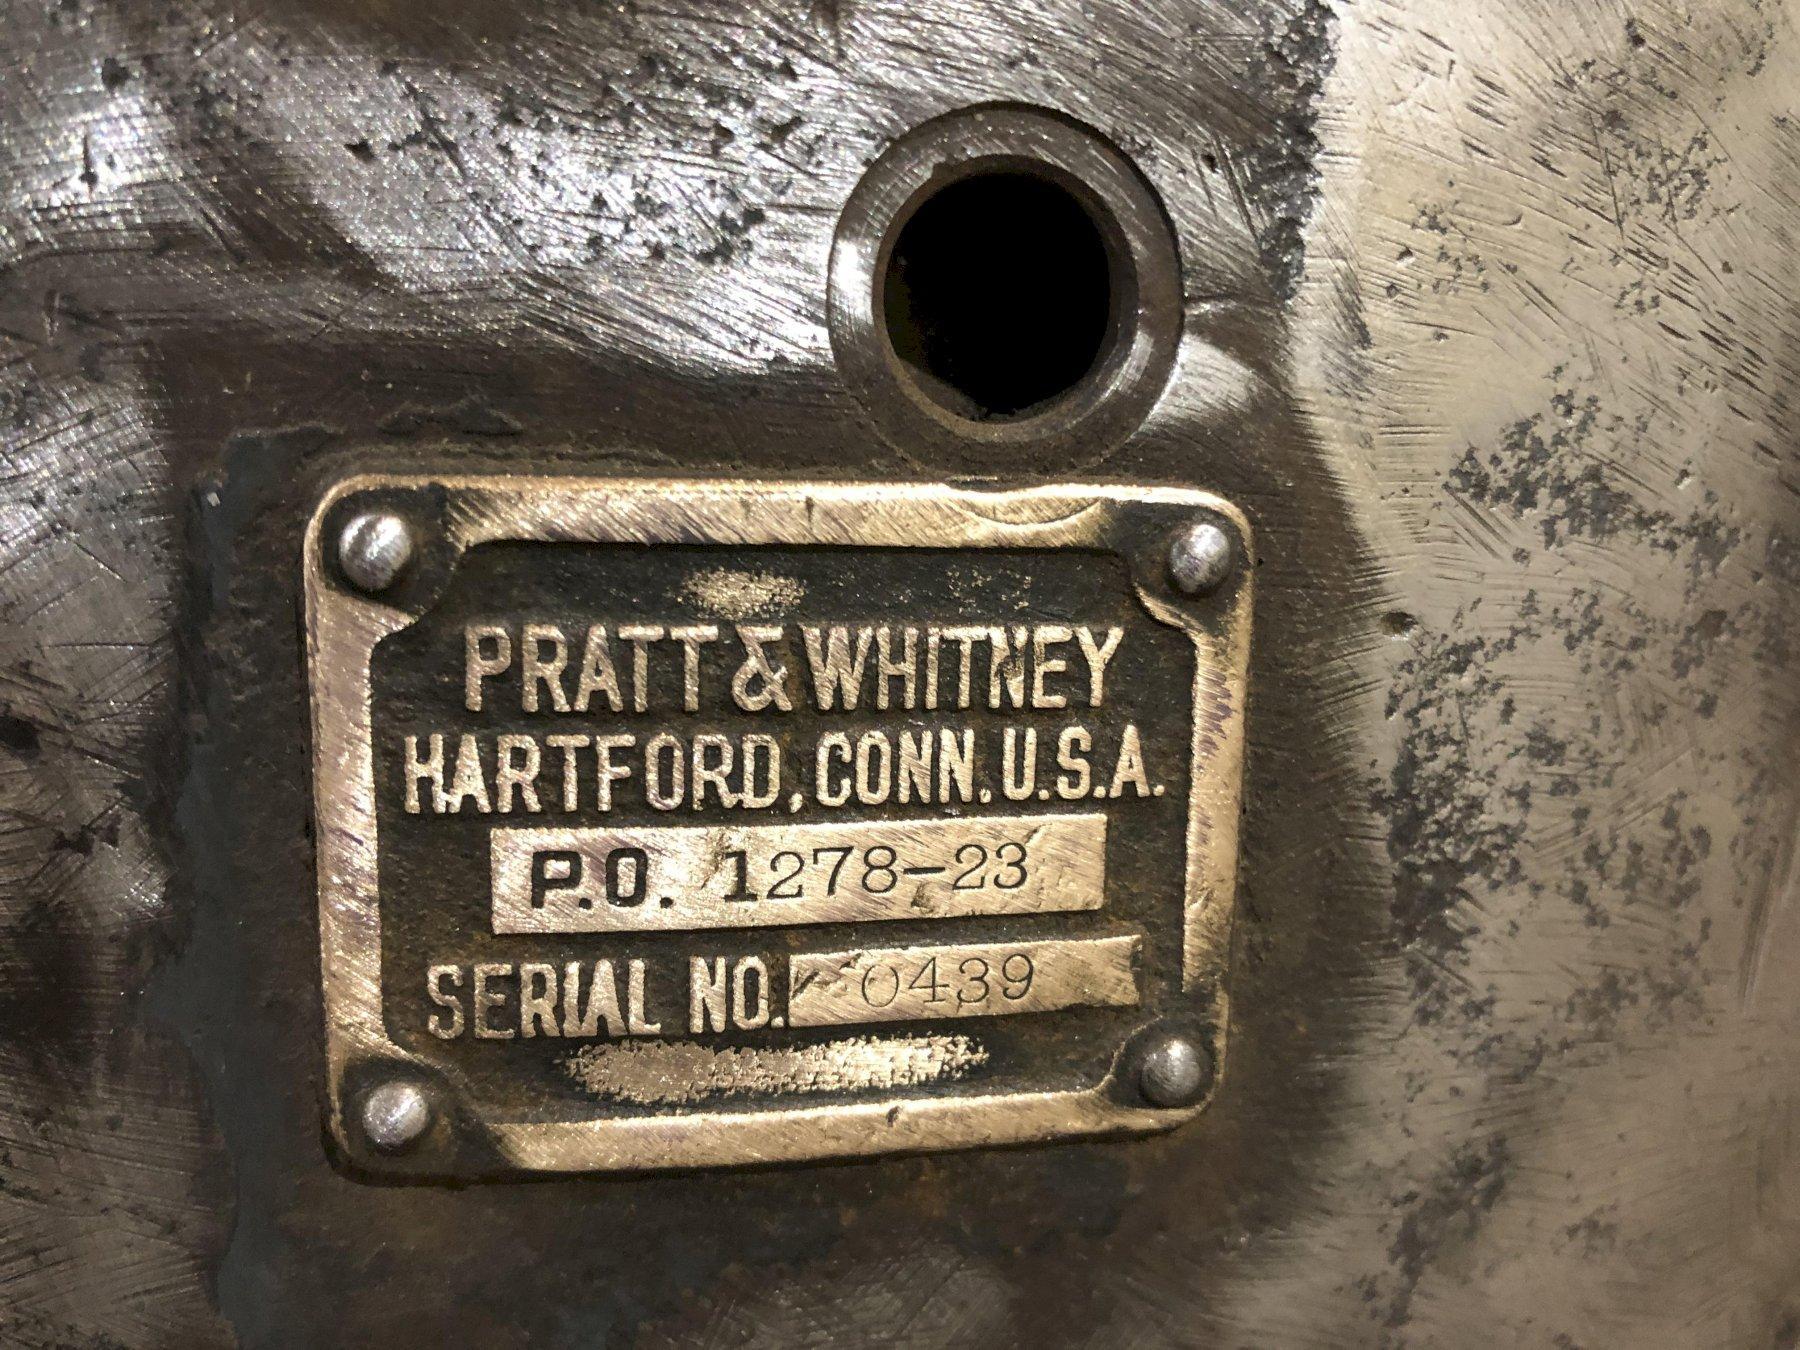 PRATT & WHITNEY
HARTFORD, CONN. U.S.A.
P.O. 1278-23
SERIAL NO. 0439